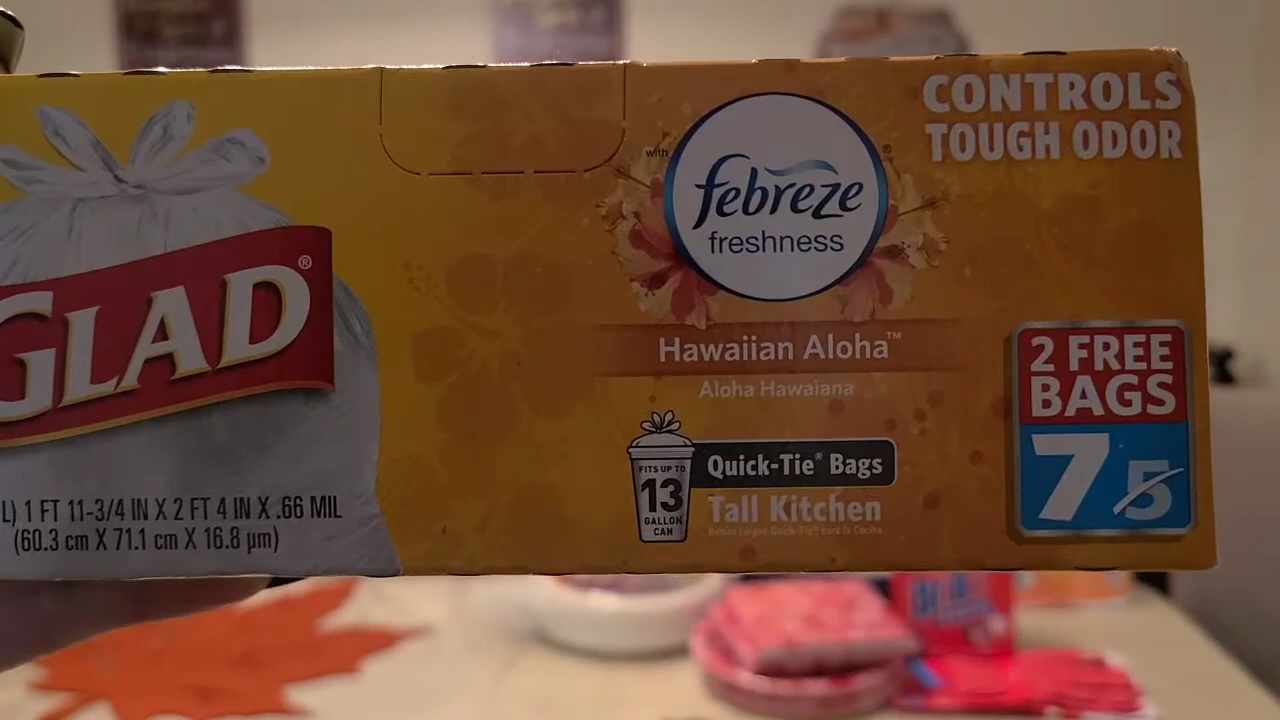 CONTROLS
TOUGH ODOR
with
febreze®
freshness
GLAD®
Hawaiian Aloha™
Aloha Hawaiana
2 FREE
BAGS
7 5
FITS UP TO
13
GALLON
CAN
Quick-Tie® Bags
Tall Kitchen
L) 1 FT 11-3/4 IN X 2 FT 4 IN X .66 MIL
(60.3 cm X 71.1 cm X 16.8 µm)